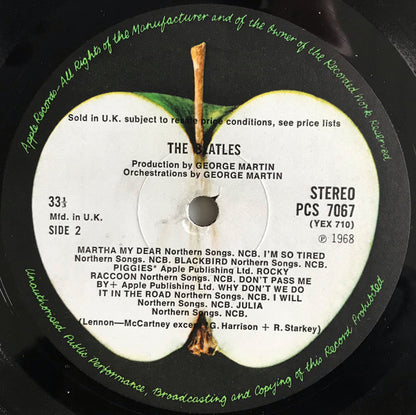 Apple Records—All Rights of the Manufacturer and of the Owner of the Recorded Work Reserved
Sold in U.K. subject to resale price conditions, see price lists
THE BEATLES
Production by GEORGE MARTIN
Orchestrations by GEORGE MARTIN
33⅓
Mfd. in U.K.
SIDE 2
STEREO
PCS 7067
(YEX 710)
℗ 1968
MARTHA MY DEAR Northern Songs. NCB. I'M SO TIRED
Northern Songs. NCB. BLACKBIRD Northern Songs. NCB.
PIGGIES* Apple Publishing Ltd. ROCKY
RACCOON Northern Songs. NCB. DON'T PASS ME
BY+ Apple Publishing Ltd. WHY DON'T WE DO
IT IN THE ROAD Northern Songs. NCB. I WILL
Northern Songs. NCB. JULIA
Northern Songs. NCB.
(Lennon—McCartney except *G. Harrison + R. Starkey)
Unauthorised Public Performance, Broadcasting and Copying of this Record Prohibited